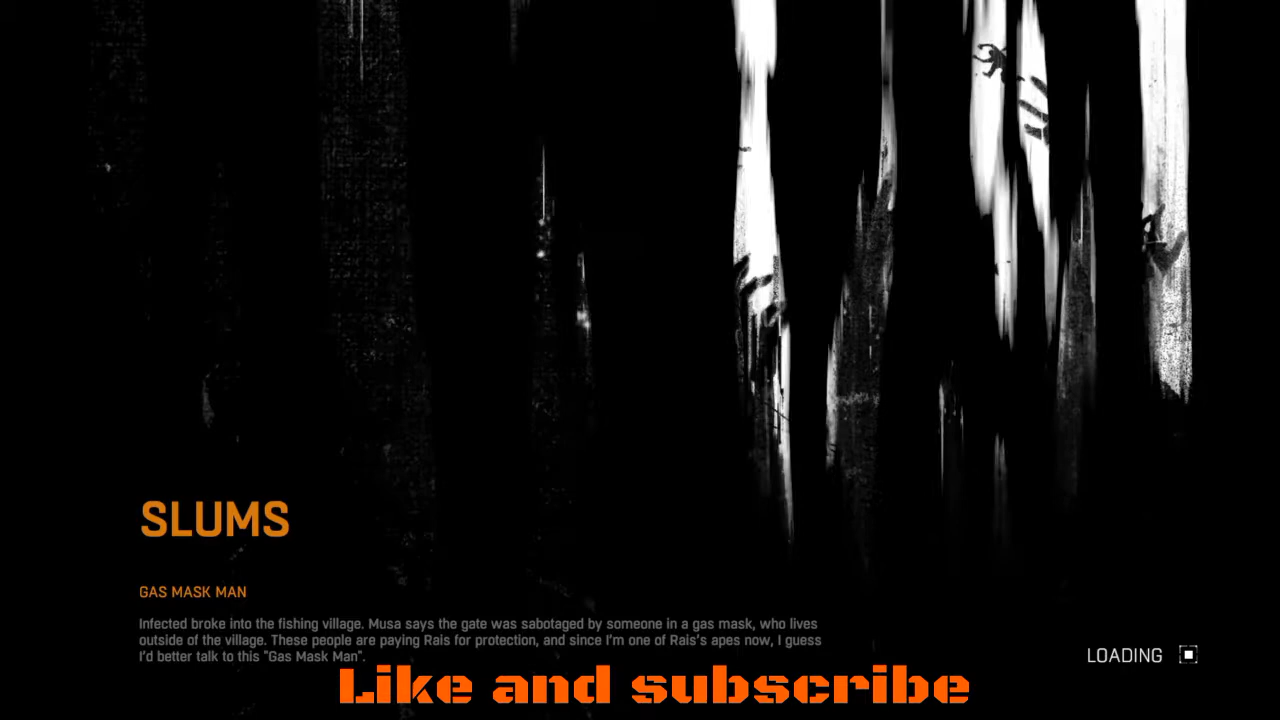 SLUMS
GAS MASK MAN
Infected broke into the fishing village. Musa says the gate was sabotaged by someone in a gas mask, who lives
outside of the village. These people are paying Rais for protection, and since I'm one of Rais's apes now, I guess
I'd better talk to this "Gas Mask Man".
LOADING
Like and subscribe